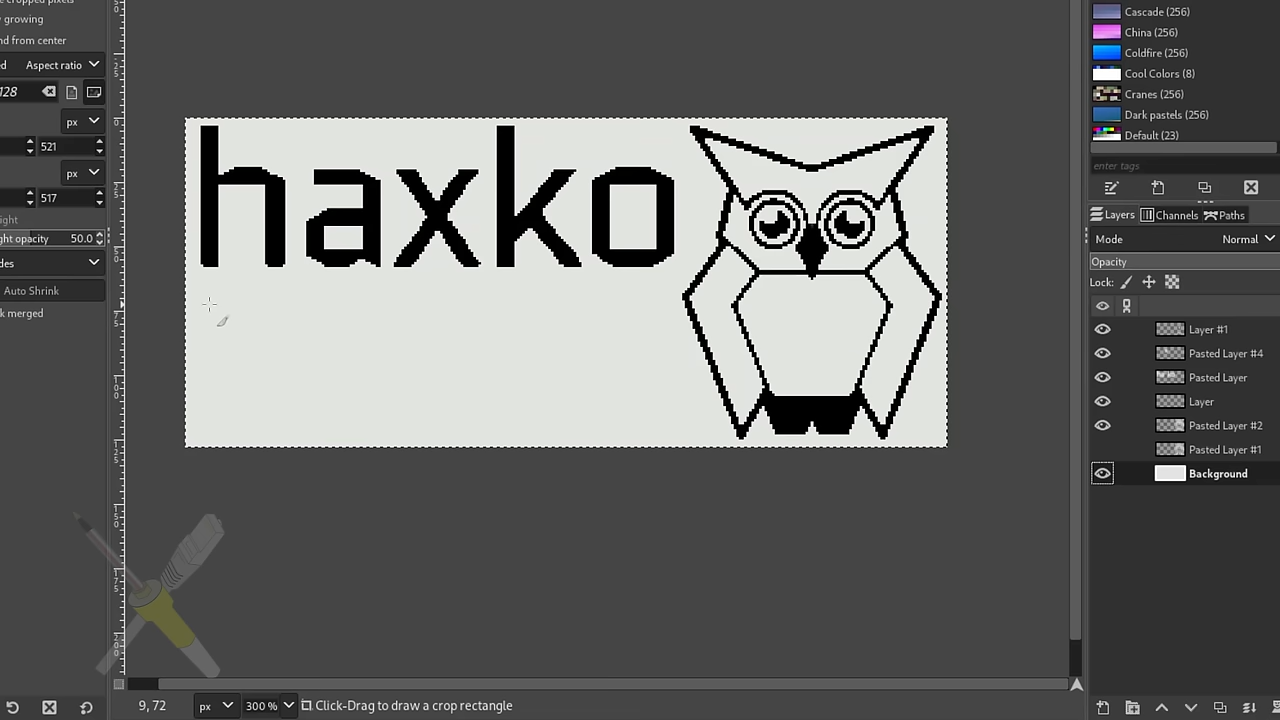 cropped pixels
growing
nd from center
Aspect ratio
128
px
521
px
517
ght opacity 50.0
des
Auto Shrink
k merged
haxko
Cascade (256)
China (256)
Coldfire (256)
Cool Colors (8)
Cranes (256)
Dark pastels (256)
Default (23)
enter tags
Layers Channels Paths
Mode Normal
Opacity
Lock:
Layer #1
Pasted Layer #4
Pasted Layer
Layer
Pasted Layer #2
Pasted Layer #1
Background
9, 72 px 300 % Click-Drag to draw a crop rectangle